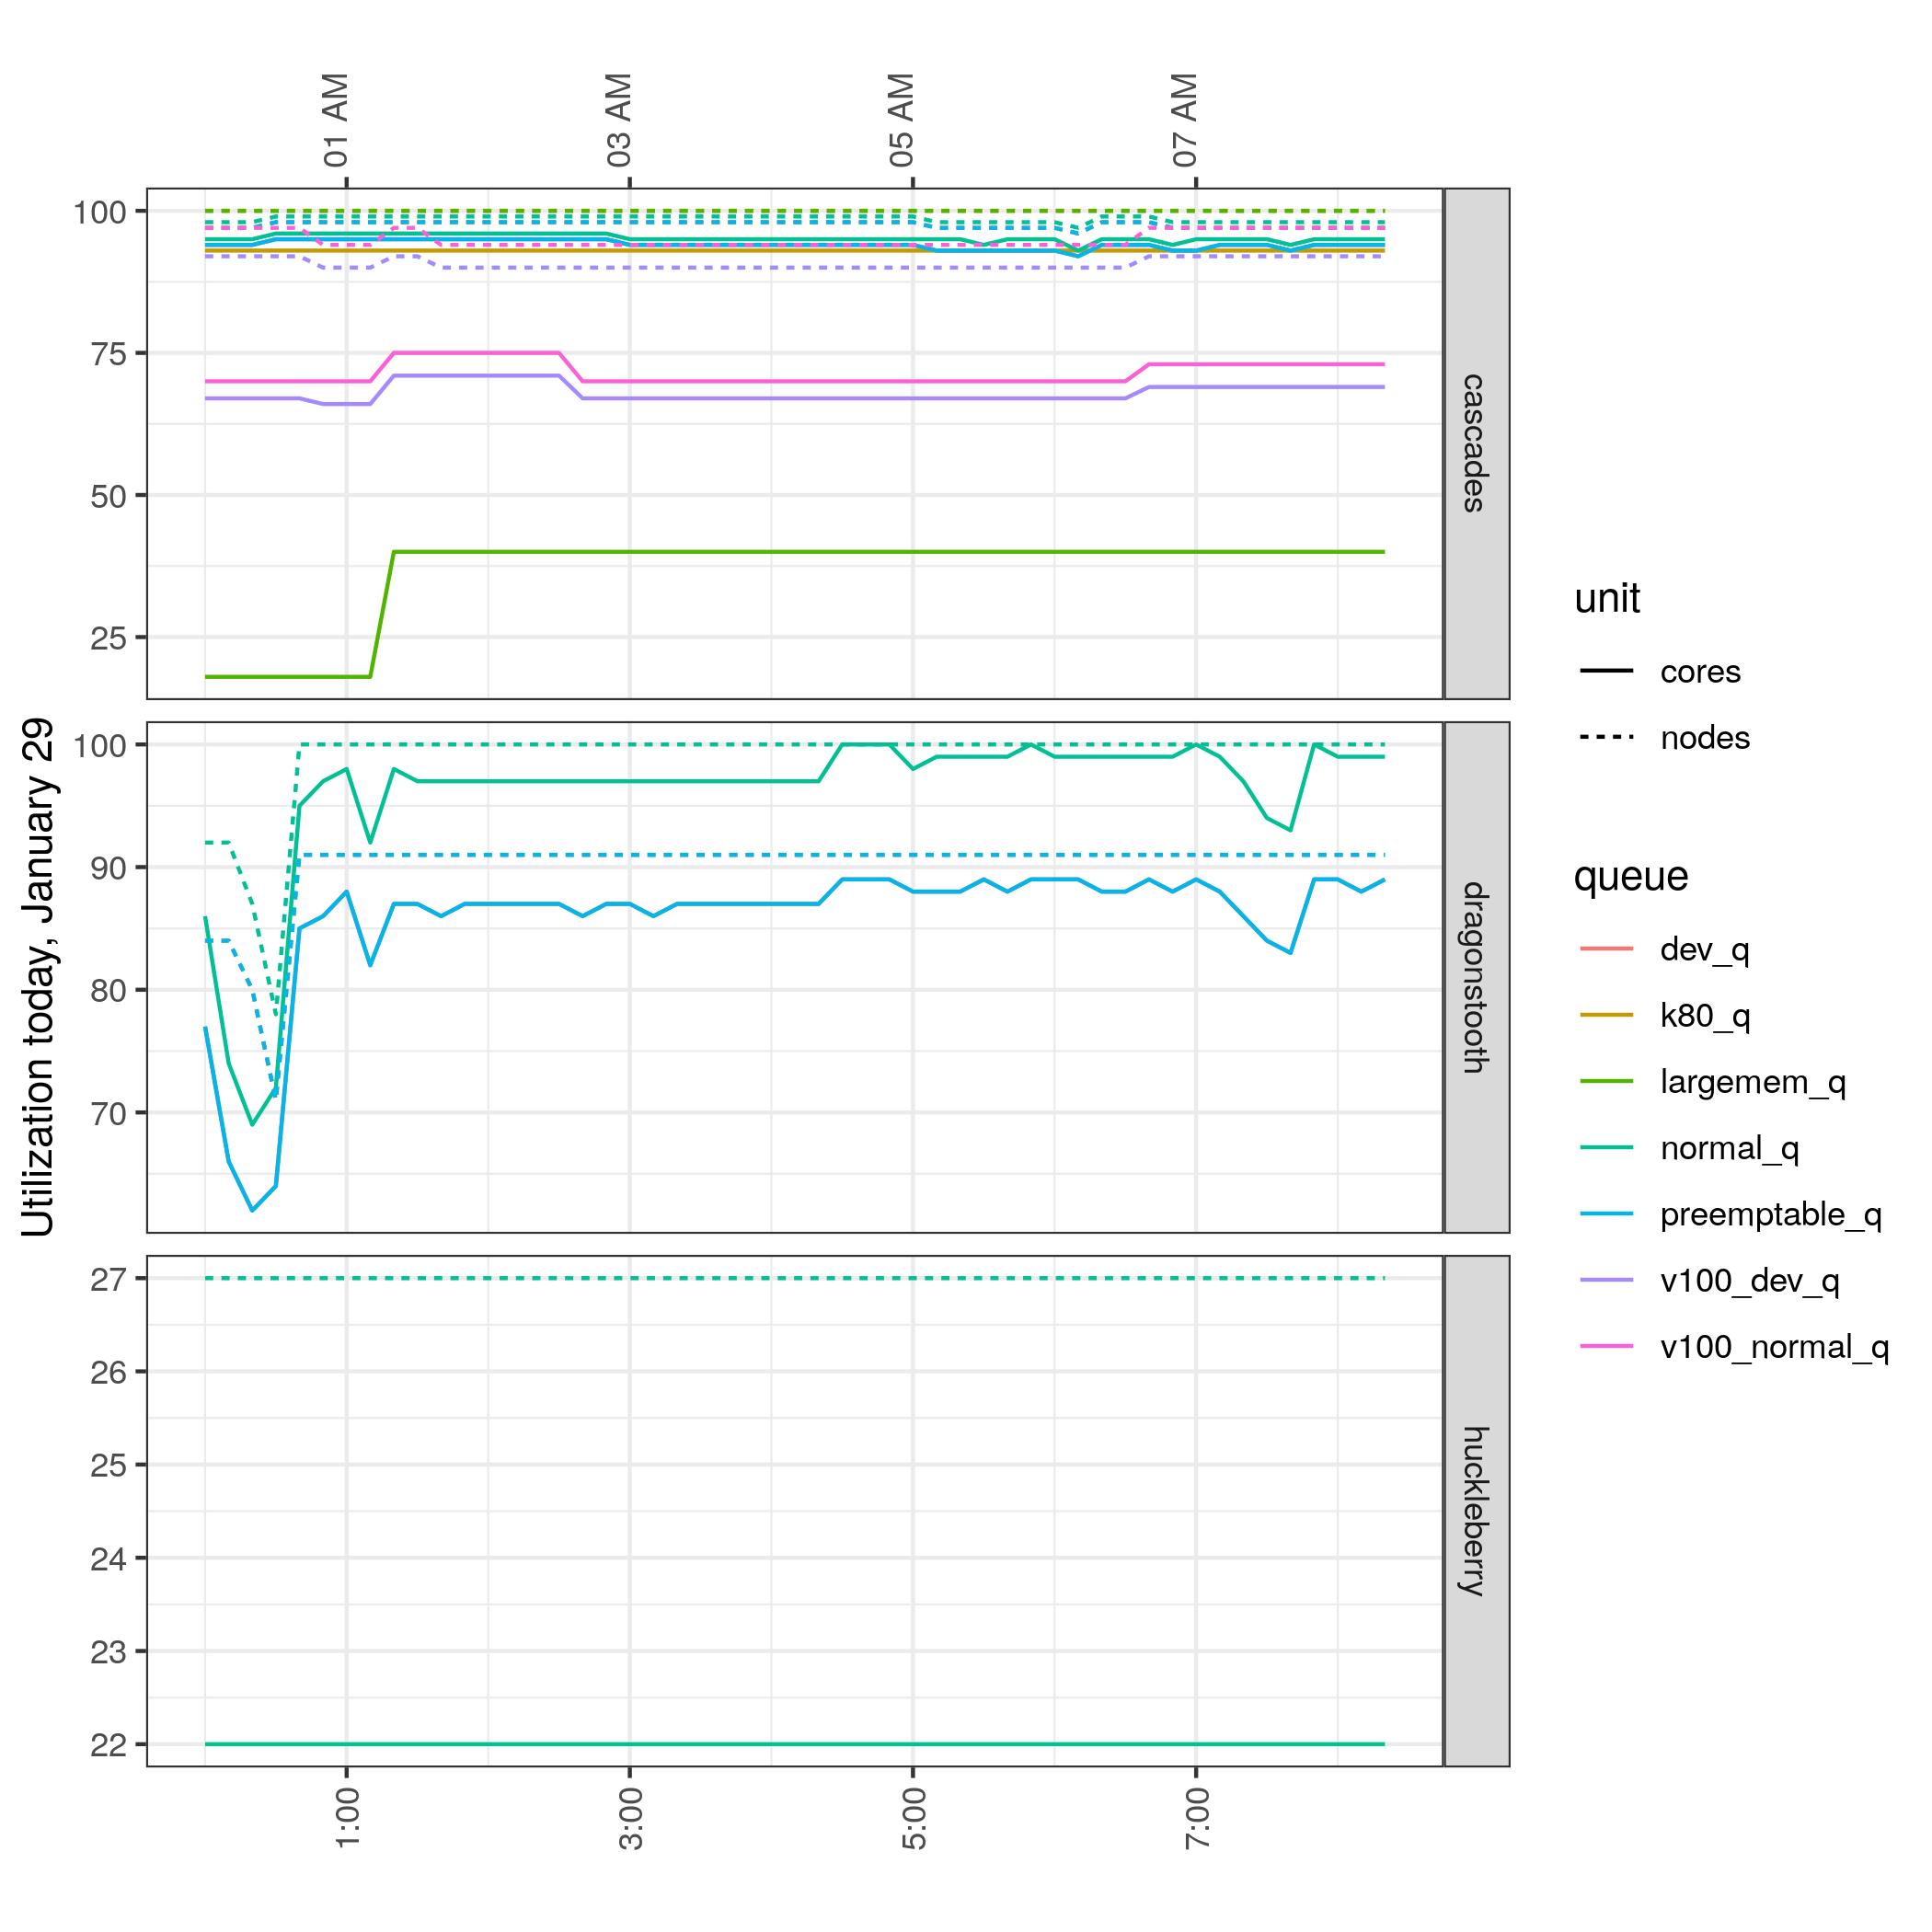 01 AM
03 AM
05 AM
07 AM
Utilization today, January 29
100
75
50
25
cascades
100
90
80
70
dragonstooth
27
26
25
24
23
22
huckleberry
1:00
3:00
5:00
7:00
unit
cores
nodes
queue
dev_q
k80_q
largemem_q
normal_q
preemptable_q
v100_dev_q
v100_normal_q